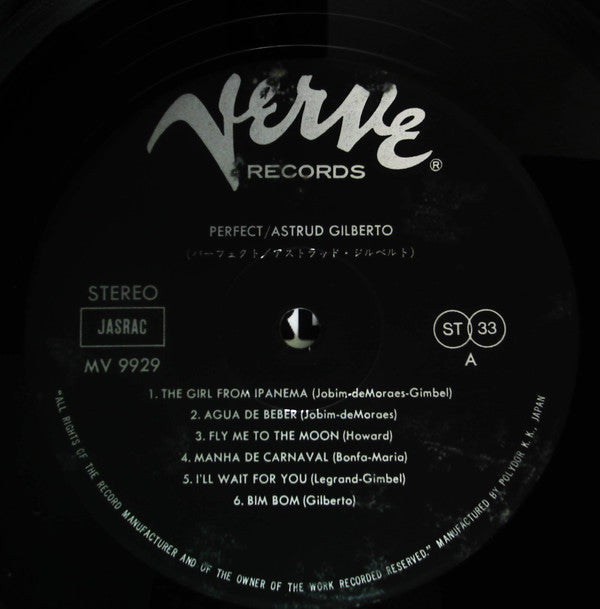 Verve
RECORDS ®
PERFECT/ASTRUD GILBERTO
(パーフェクト/アストラッド・ジルベルト)
STEREO
JASRAC
MV 9929
ST 33
A
1. THE GIRL FROM IPANEMA (Jobim-deMoraes-Gimbel)
2. AGUA DE BEBER (Jobim-deMoraes)
3. FLY ME TO THE MOON (Howard)
4. MANHA DE CARNAVAL (Bonfa-Maria)
5. I'LL WAIT FOR YOU (Legrand-Gimbel)
6. BIM BOM (Gilberto)
"ALL RIGHTS OF THE RECORD MANUFACTURER AND OF THE OWNER OF THE WORK RECORDED RESERVED." MANUFACTURED BY POLYDOR K. K., JAPAN